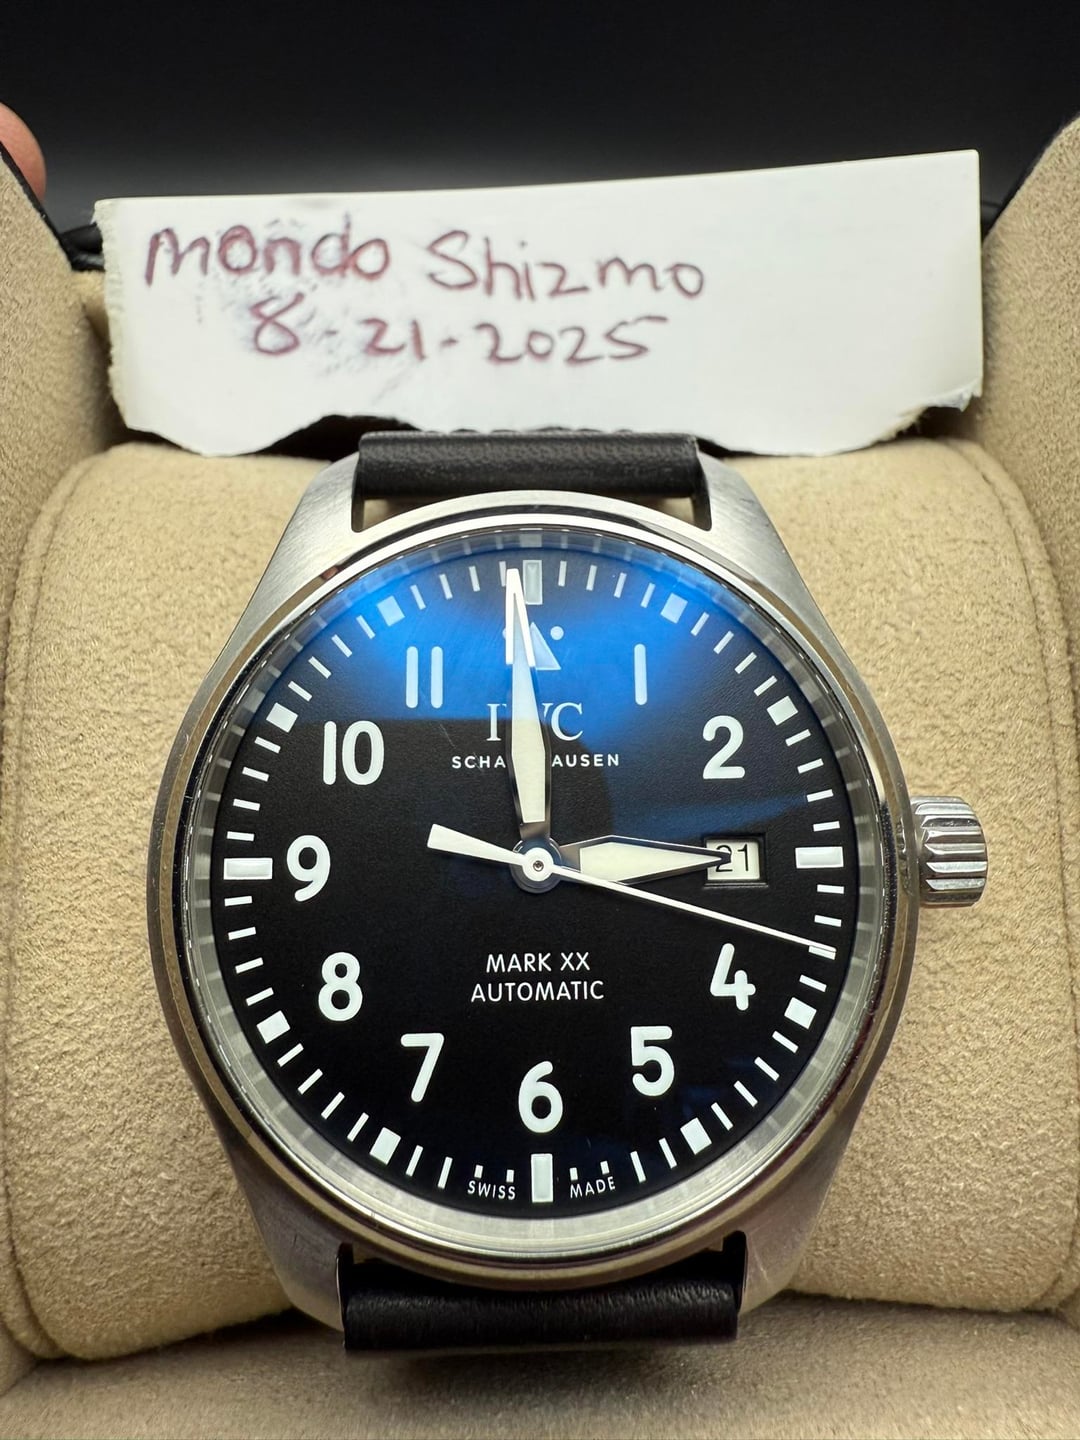 Mondo Shizmo
8-21-2025
11
1
IWC
10
2
SCHAFFHAUSEN
9
21
8
MARK XX
4
AUTOMATIC
7
5
6
SWISS MADE